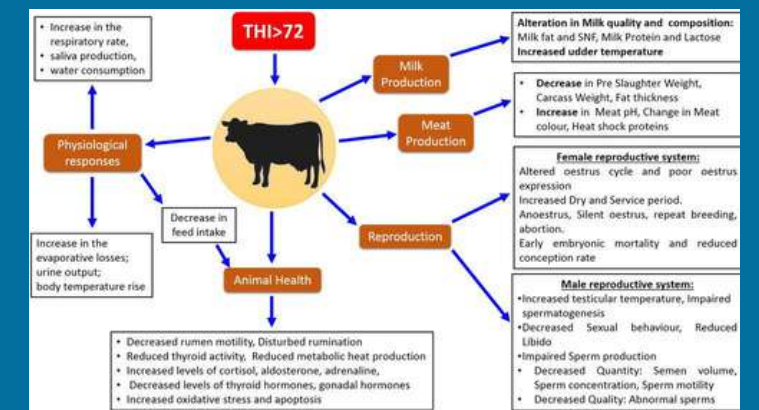 • Increase in the
respiratory rate,
• saliva production,
• water consumption
THI>72
Alteration in Milk quality and composition:
Milk fat and SNF, Milk Protein and Lactose
Increased udder temperature
Milk
Production
• Decrease in Pre Slaughter Weight,
Carcass Weight, Fat thickness
• Increase in Meat pH, Change in Meat
colour, Heat shock proteins
Meat
Production
Physiological
responses
Female reproductive system:
Altered oestrus cycle and poor oestrus
expression
Increased Dry and Service period.
Anoestrus, Silent oestrus, repeat breeding,
abortion.
Early embryonic mortality and reduced
conception rate
Decrease in
feed intake
Reproduction
Increase in the
evaporative losses;
urine output;
body temperature rise
Animal Health
Male reproductive system:
•Increased testicular temperature, Impaired
spermatogenesis
•Decreased Sexual behaviour, Reduced
Libido
•Impaired Sperm production
• Decreased Quantity: Semen volume,
Sperm concentration, Sperm motility
• Decreased Quality: Abnormal sperms
• Decreased rumen motility, Disturbed rumination
• Reduced thyroid activity, Reduced metabolic heat production
• Increased levels of cortisol, aldosterone, adrenaline,
• Decreased levels of thyroid hormones, gonadal hormones
• Increased oxidative stress and apoptosis